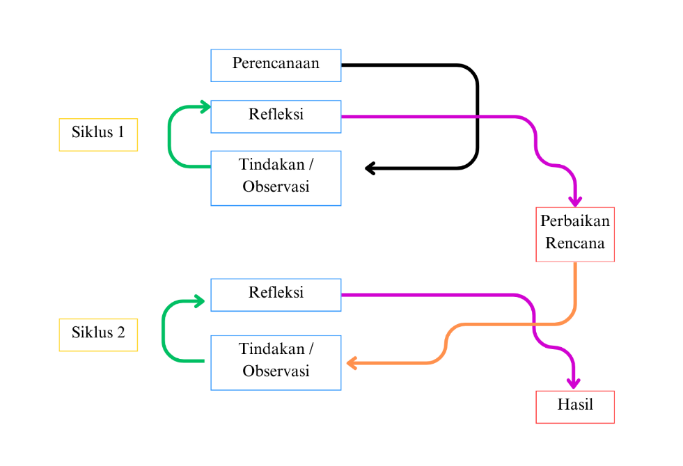 Perencanaan
Siklus 1
Refleksi
Tindakan /
Observasi
Perbaikan
Rencana
Siklus 2
Refleksi
Tindakan /
Observasi
Hasil